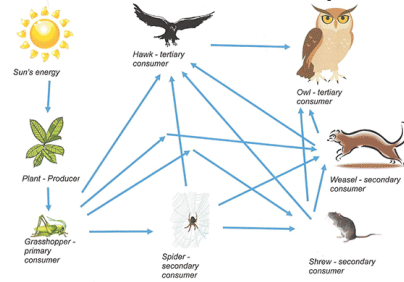 Hawk - tertiary
consumer
Sun's energy
Owl - tertiary
consumer
Plant - Producer
Weasel - secondary
consumer
Grasshopper -
primary
consumer
Spider -
secondary
consumer
Shrew - secondary
consumer